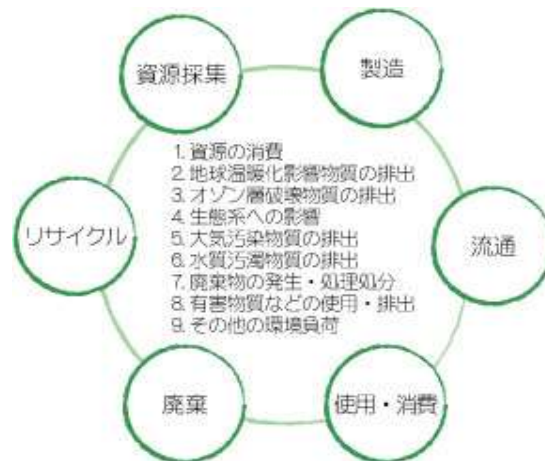 資源採集
製造
1. 資源の消費
2. 地球温暖化影響物質の排出
3. オゾン層破壊物質の排出
4. 生態系への影響
5. 大気汚染物質の排出
6. 水質汚濁物質の排出
7. 廃棄物の発生・処理処分
8. 有害物質などの使用・排出
9. その他の環境負荷
リサイクル
流通
廃棄
使用・消費